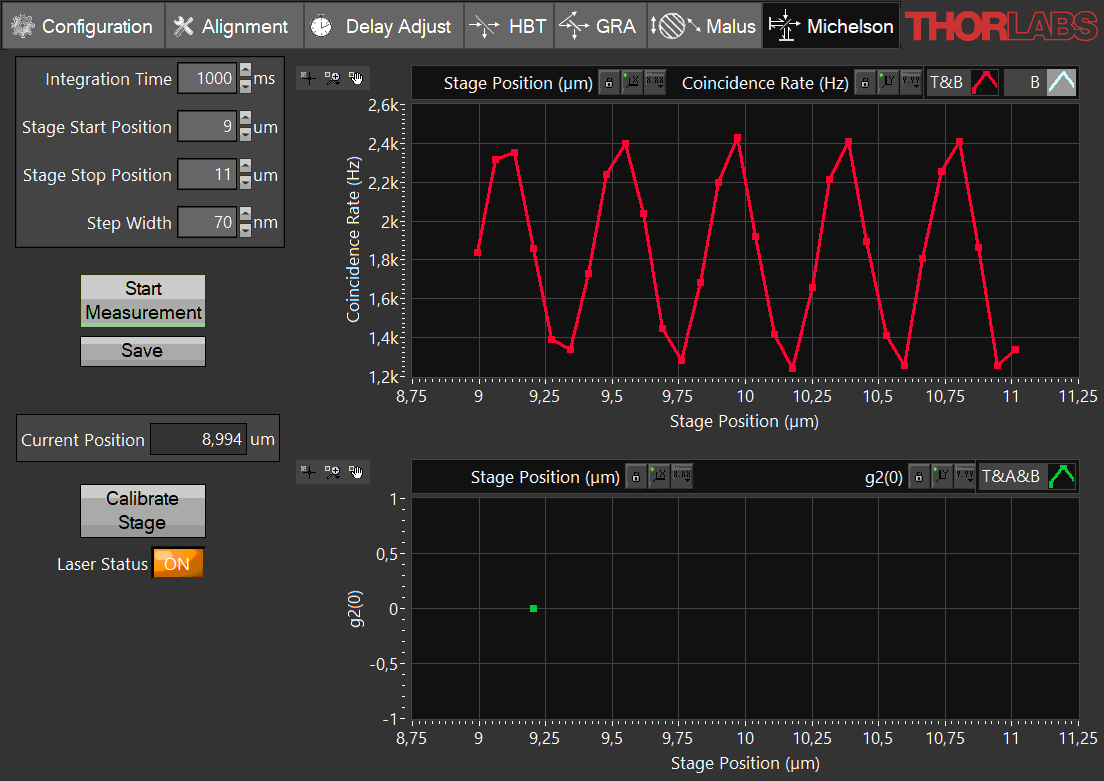 Configuration Alignment Delay Adjust HBT GRA Malus Michelson THORLABS
Integration Time 1000 ms
Stage Start Position 9 um
Stage Stop Position 11 um
Step Width 70 nm
Start
Measurement
Save
Current Position 8,994 um
Calibrate
Stage
Laser Status ON
Stage Position (µm) Coincidence Rate (Hz) T&B B
Coincidence Rate (Hz)
2,6k
2,4k
2,2k
2k
1,8k
1,6k
1,4k
1,2k
8,75 9 9,25 9,5 9,75 10 10,25 10,5 10,75 11 11,25
Stage Position (µm)
Stage Position (µm) g2(0) T&A&B
g2(0)
1
0,5
0
-0,5
-1
8,75 9 9,25 9,5 9,75 10 10,25 10,5 10,75 11 11,25
Stage Position (µm)